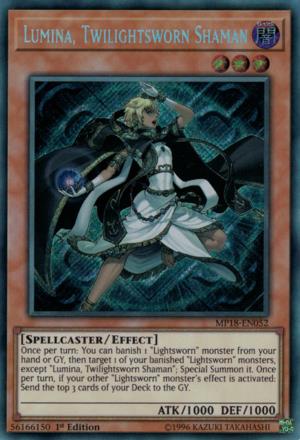 Lumina, Twilightsworn Shaman
闇
MP18-EN052
[Spellcaster/Effect]
Once per turn: You can banish 1 "Lightsworn" monster from your
hand or GY, then target 1 of your banished "Lightsworn" monsters,
except "Lumina, Twilightsworn Shaman"; Special Summon it. Once
per turn, if your other "Lightsworn" monster's effect is activated:
Send the top 3 cards of your Deck to the GY.
ATK/1000 DEF/1000
56166150 1st Edition ©1996 KAZUKI TAKAHASHI